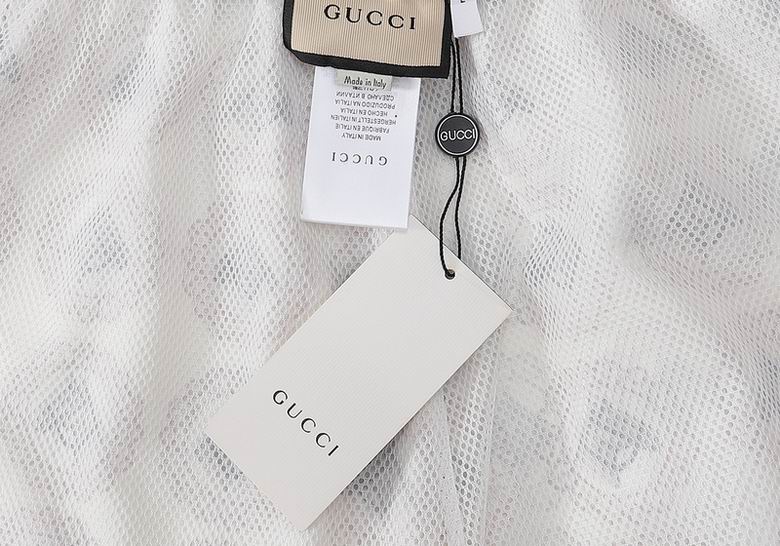 GUCCI
Made in Italy
СДЕЛАНО В ИТАЛИИ
PRODUZIDO NA ITALIA
HECHO EN ITALIA
HERGESTELLT IN ITALIEN
FABRIQUE EN ITALIE
MADE IN ITALY
GUCCI
GUCCI
GUCCI